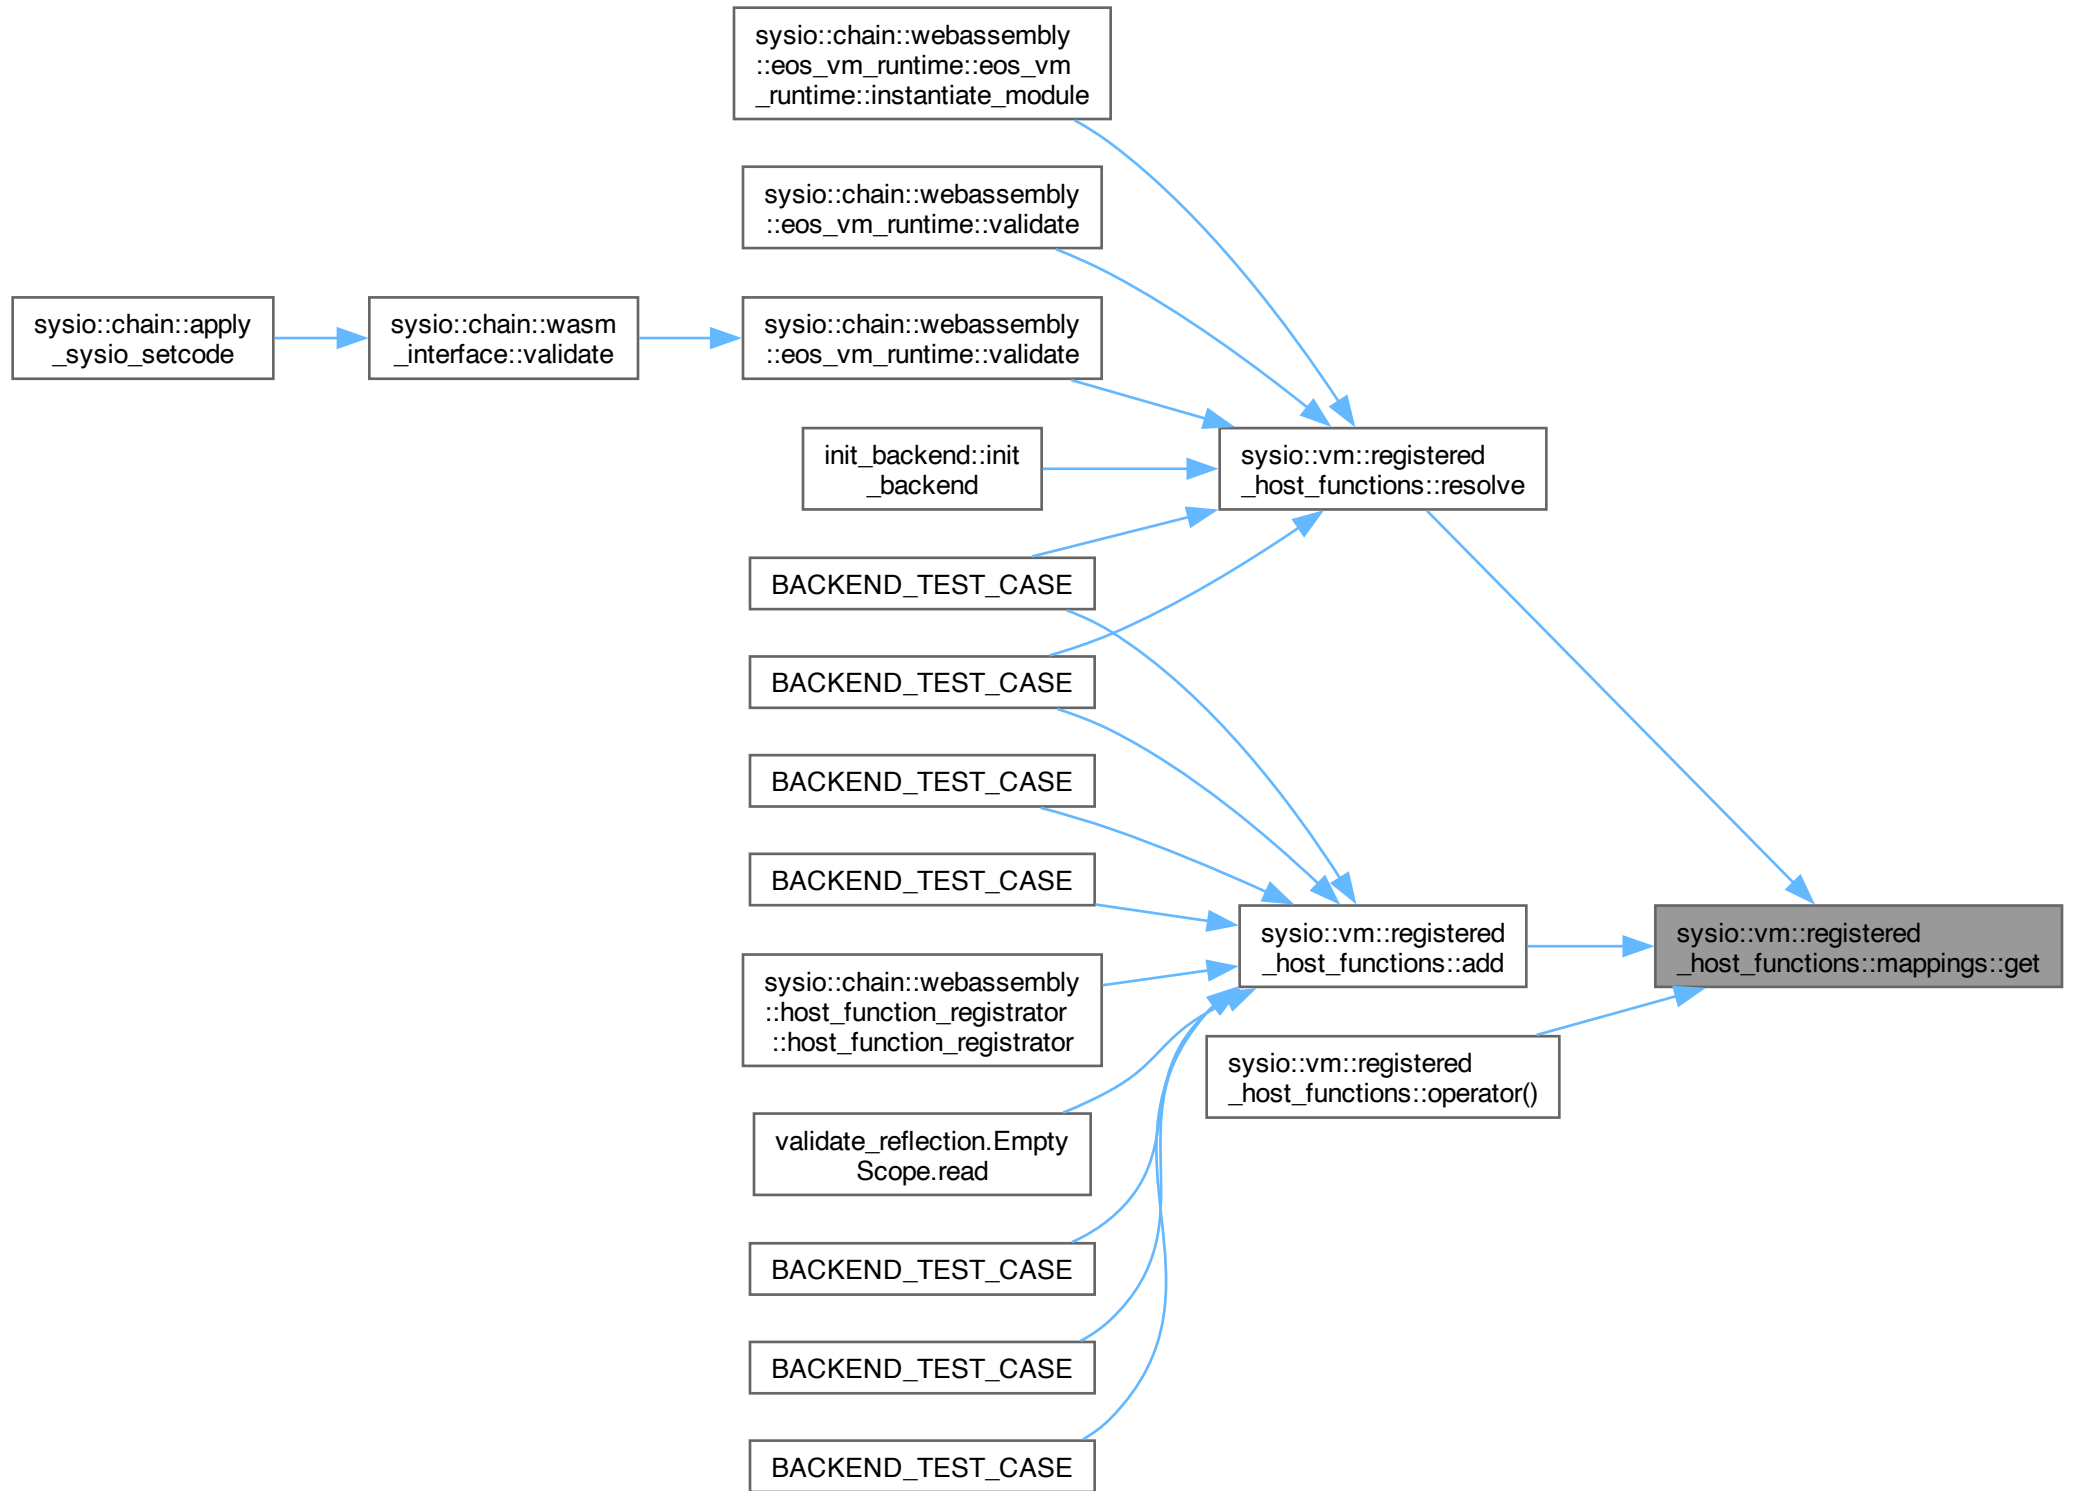 sysio::chain::webassembly
::eos_vm_runtime::eos_vm
_runtime::instantiate_module
sysio::chain::webassembly
::eos_vm_runtime::validate
sysio::chain::apply
_sysio_setcode
sysio::chain::wasm
_interface::validate
sysio::chain::webassembly
::eos_vm_runtime::validate
init_backend::init
_backend
sysio::vm::registered
_host_functions::resolve
BACKEND_TEST_CASE
BACKEND_TEST_CASE
BACKEND_TEST_CASE
BACKEND_TEST_CASE
sysio::vm::registered
_host_functions::add
sysio::vm::registered
_host_functions::mappings::get
sysio::chain::webassembly
::host_function_registrator
::host_function_registrator
sysio::vm::registered
_host_functions::operator()
validate_reflection.Empty
Scope.read
BACKEND_TEST_CASE
BACKEND_TEST_CASE
BACKEND_TEST_CASE